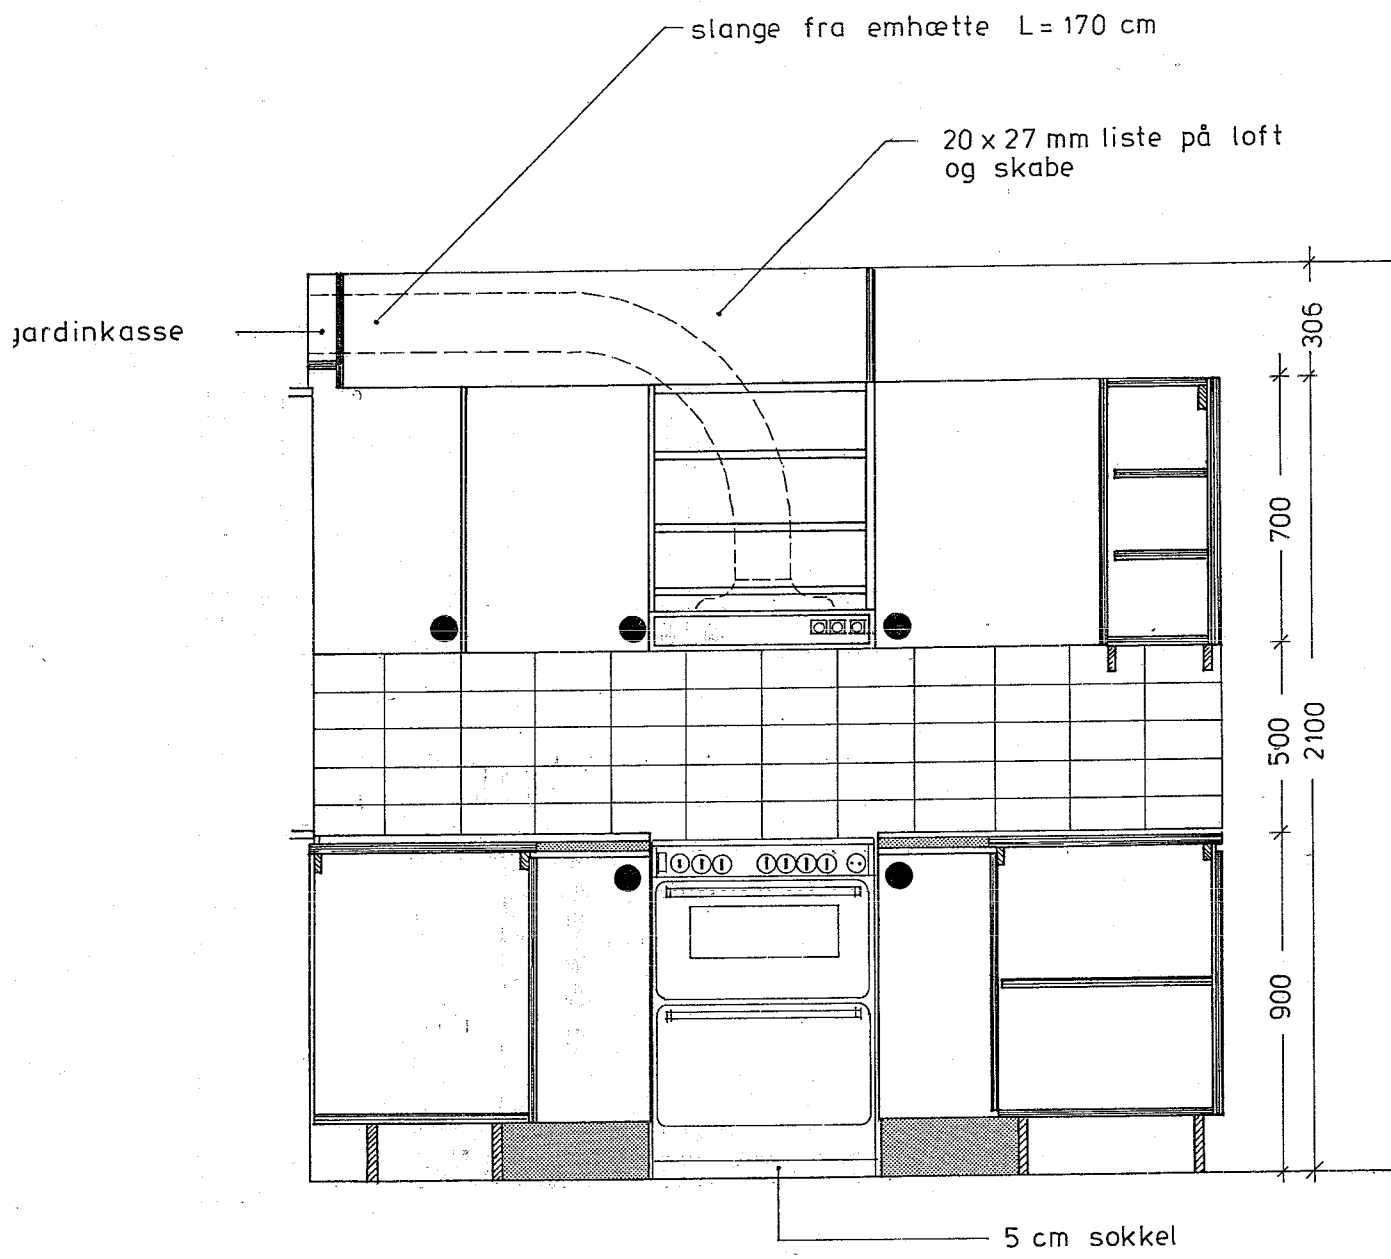 slange fra emhætte L = 170 cm
20 x 27 mm liste på loft
og skabe
gardinkasse
306
700
500
2100
900
5 cm sokkel